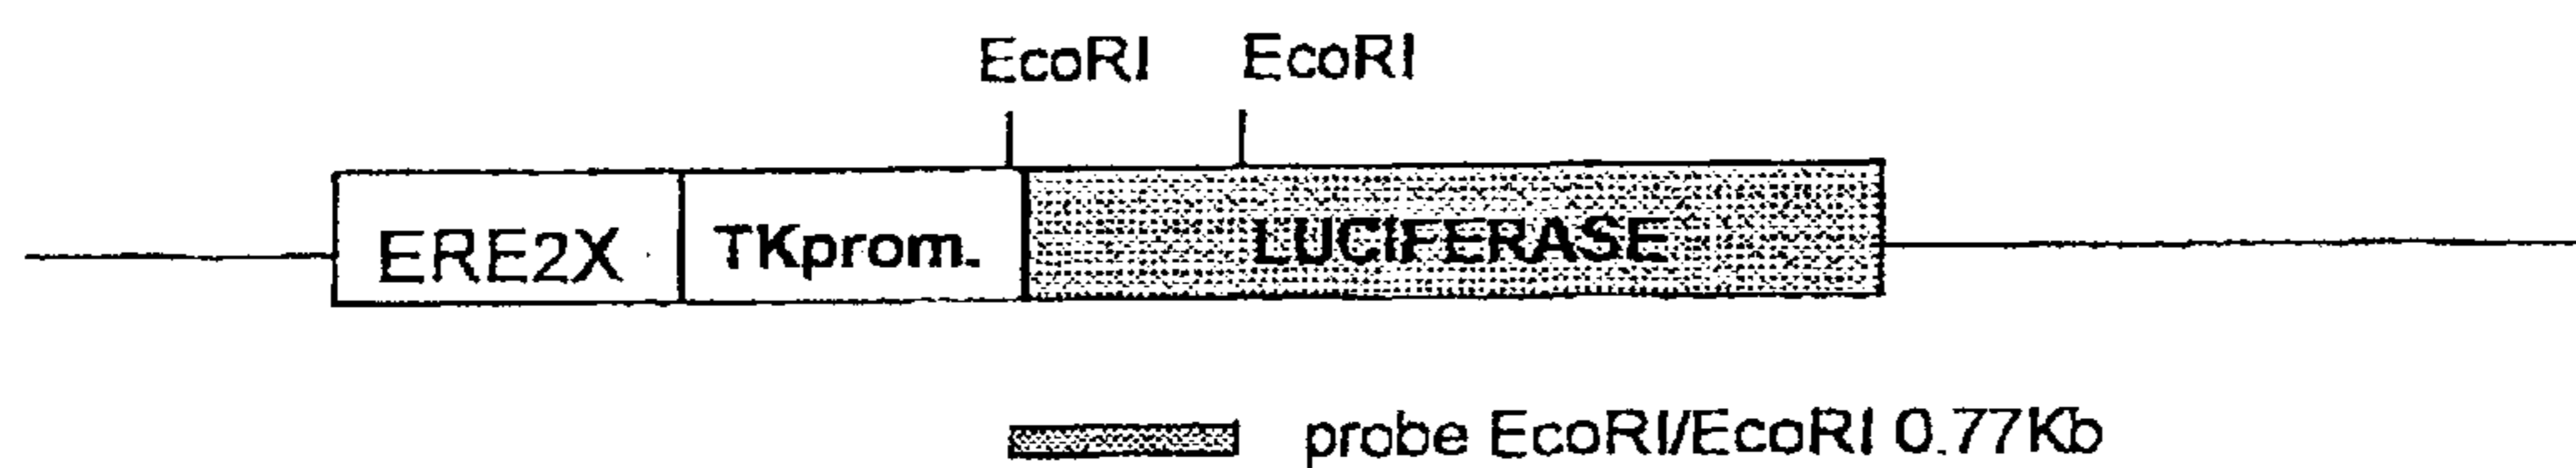 EcoRI EcoRI
ERE2X TKprom. LUCIFERASE
probe EcoRI/EcoRI 0.77Kb